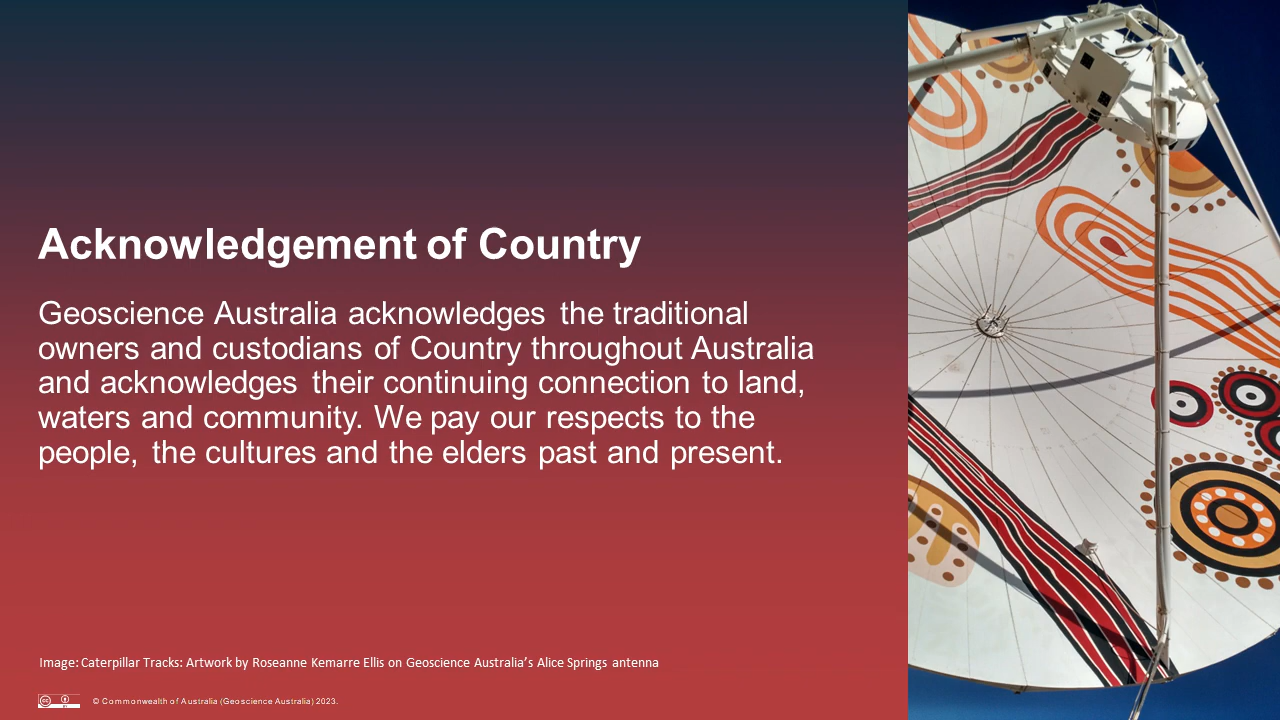 Acknowledgement of Country
Geoscience Australia acknowledges the traditional
owners and custodians of Country throughout Australia
and acknowledges their continuing connection to land,
waters and community. We pay our respects to the
people, the cultures and the elders past and present.
Image: Caterpillar Tracks: Artwork by Roseanne Kemarre Ellis on Geoscience Australia’s Alice Springs antenna
cc BY © Commonwealth of Australia (Geoscience Australia) 2023.